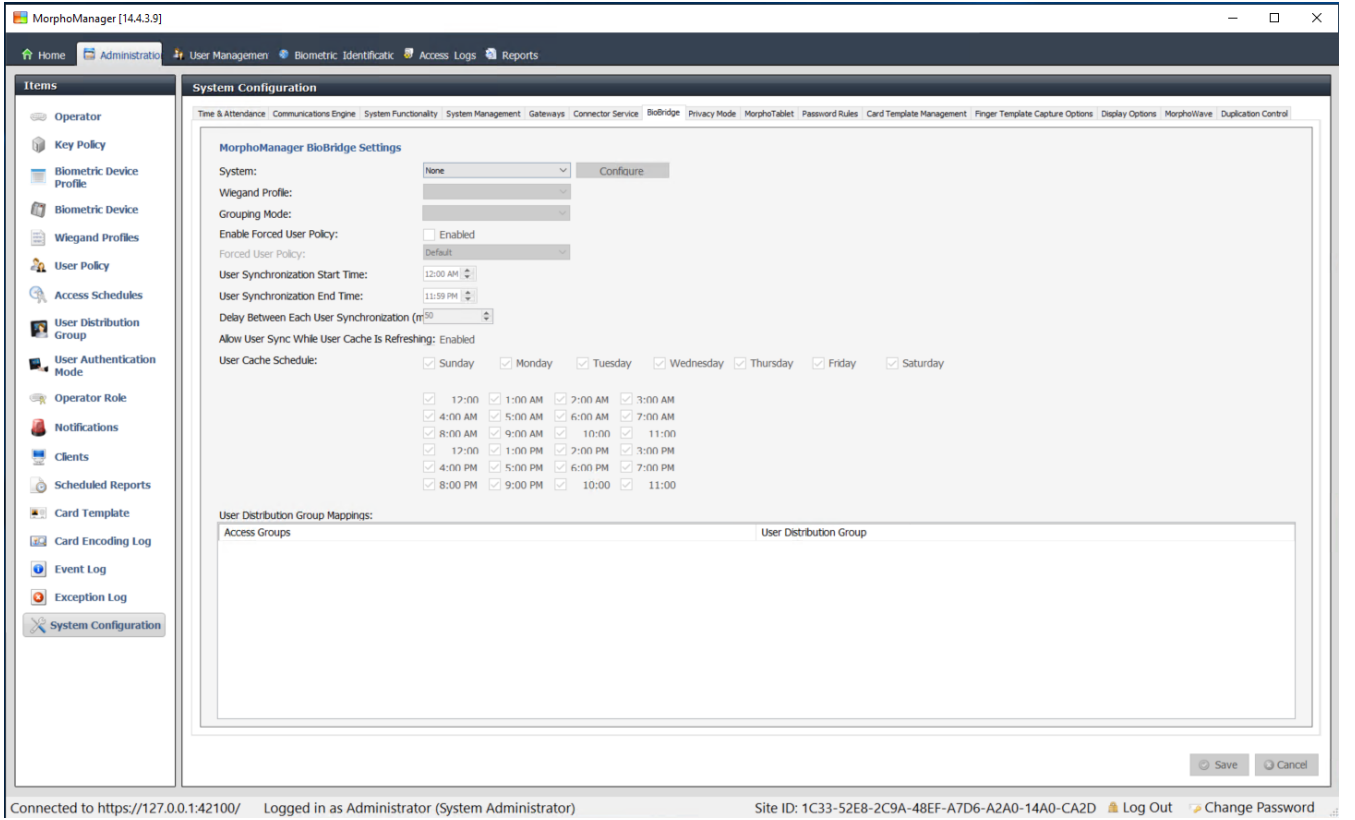 MorphoManager [14.4.3.9]
Home Administratio User Managemen Biometric Identificatic Access Logs Reports
Items
Operator
Key Policy
Biometric Device
Profile
Biometric Device
Wiegand Profiles
User Policy
Access Schedules
User Distribution
Group
User Authentication
Mode
Operator Role
Notifications
Clients
Scheduled Reports
Card Template
Card Encoding Log
Event Log
Exception Log
System Configuration
System Configuration
Time & Attendance Communications Engine System Functionality System Management Gateways Connector Service BioBridge Privacy Mode MorphoTablet Password Rules Card Template Management Finger Template Capture Options Display Options MorphoWave Duplication Control
MorphoManager BioBridge Settings
System: None Configure
Wiegand Profile:
Grouping Mode:
Enable Forced User Policy: Enabled
Forced User Policy: Default
User Synchronization Start Time: 12:00 AM
User Synchronization End Time: 11:59 PM
Delay Between Each User Synchronization (m 50
Allow User Sync While User Cache Is Refreshing: Enabled
User Cache Schedule: Sunday Monday Tuesday Wednesday Thursday Friday Saturday
12:00 1:00 AM 2:00 AM 3:00 AM
4:00 AM 5:00 AM 6:00 AM 7:00 AM
8:00 AM 9:00 AM 10:00 11:00
12:00 1:00 PM 2:00 PM 3:00 PM
4:00 PM 5:00 PM 6:00 PM 7:00 PM
8:00 PM 9:00 PM 10:00 11:00
User Distribution Group Mappings:
Access Groups User Distribution Group
Save Cancel
Connected to https://127.0.0.1:42100/ Logged in as Administrator (System Administrator) Site ID: 1C33-52E8-2C9A-48EF-A7D6-A2A0-14A0-CA2D Log Out Change Password